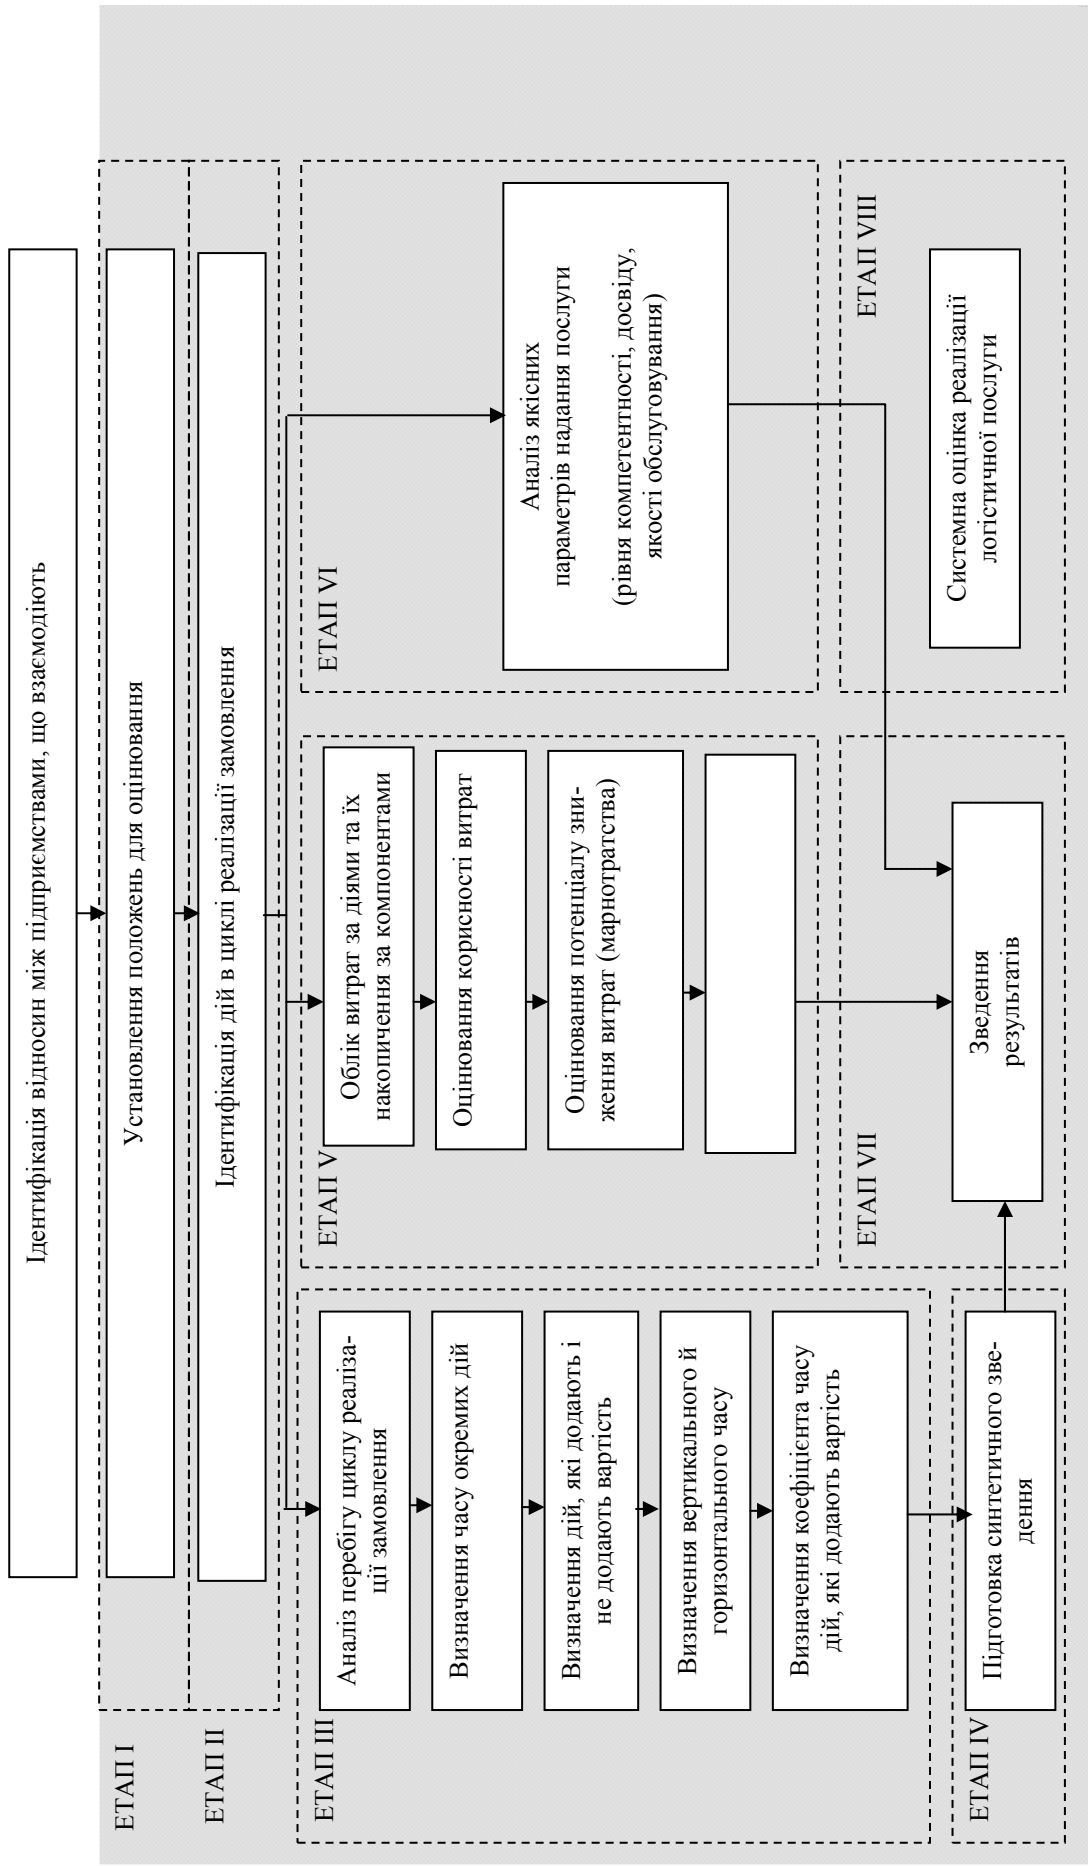 Ідентифікація відносин між підприємствами, що взаємодіють
ЕТАП I
Установлення положень для оцінювання
ЕТАП II
Ідентифікація дій в циклі реалізації замовлення
ЕТАП III
Аналіз перебігу циклу реаліза-
ції замовлення
Визначення часу окремих дій
Визначення дій, які додають і
не додають вартість
Визначення вертикального й
горизонтального часу
Визначення коефіцієнта часу
дій, які додають вартість
ЕТАП IV
Підготовка синтетичного зве-
дення
ЕТАП V
Облік витрат за діями та їх
накопичення за компонентами
Оцінювання корисності витрат
Оцінювання потенціалу зни-
ження витрат (марнотратства)
ЕТАП VI
Аналіз якісних
параметрів надання послуги
(рівня компетентності, досвіду,
якості обслуговування)
ЕТАП VII
Зведення
результатів
ЕТАП VIII
Системна оцінка реалізації
логістичної послуги